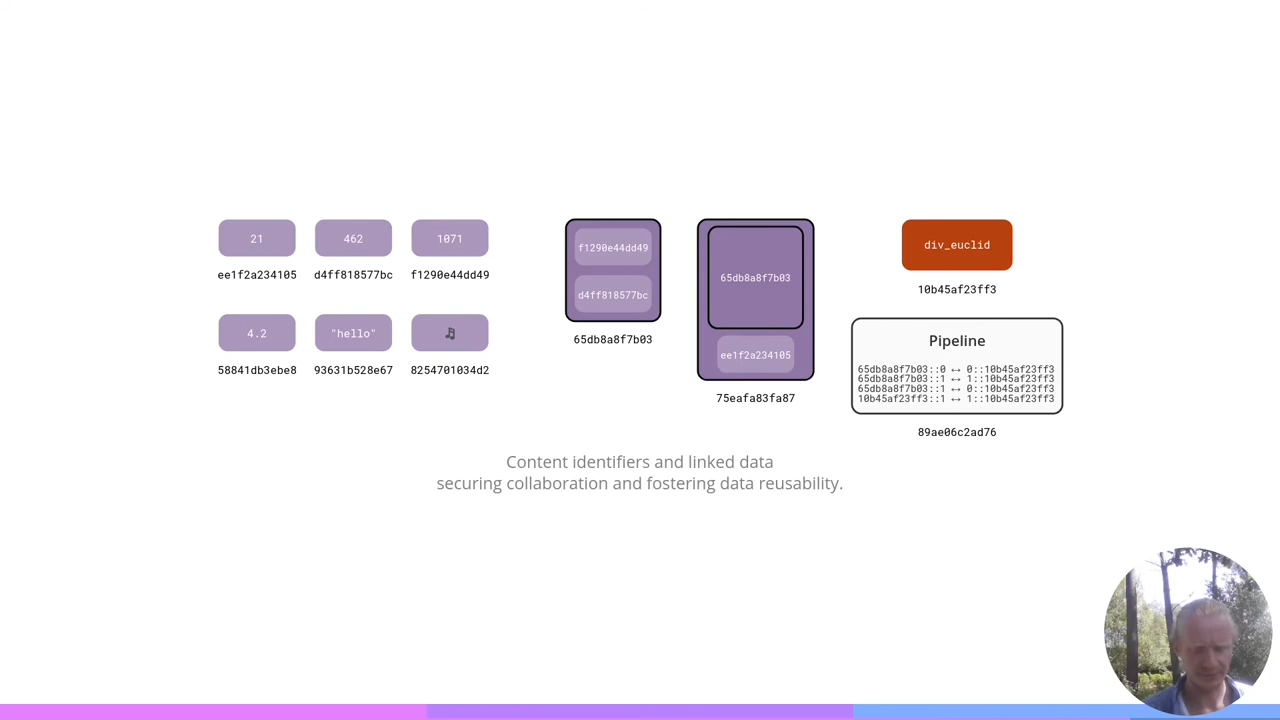 21 462 1071
ee1f2a234105 d4ff818577bc f1290e44dd49
4.2 "hello"
58841db3ebe8 93631b528e67 8254701034d2
f1290e44dd49
d4ff818577bc
65db8a8f7b03
65db8a8f7b03
ee1f2a234105
75eafa83fa87
div_euclid
10b45af23ff3
Pipeline
65db8a8f7b03::0 ↔ 0::10b45af23ff3
65db8a8f7b03::1 ↔ 1::10b45af23ff3
65db8a8f7b03::1 ↔ 0::10b45af23ff3
10b45af23ff3::1 ↔ 1::10b45af23ff3
89ae06c2ad76
Content identifiers and linked data
securing collaboration and fostering data reusability.